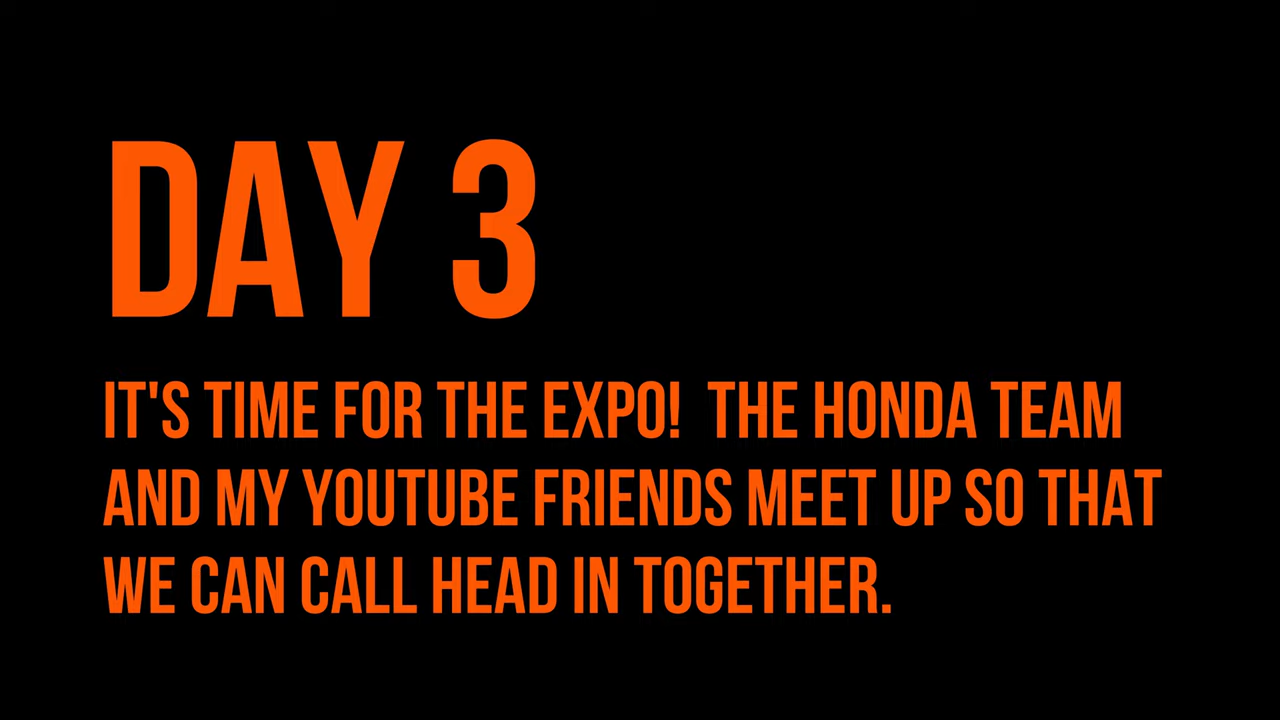 DAY 3
IT'S TIME FOR THE EXPO!  THE HONDA TEAM
AND MY YOUTUBE FRIENDS MEET UP SO THAT
WE CAN CALL HEAD IN TOGETHER.